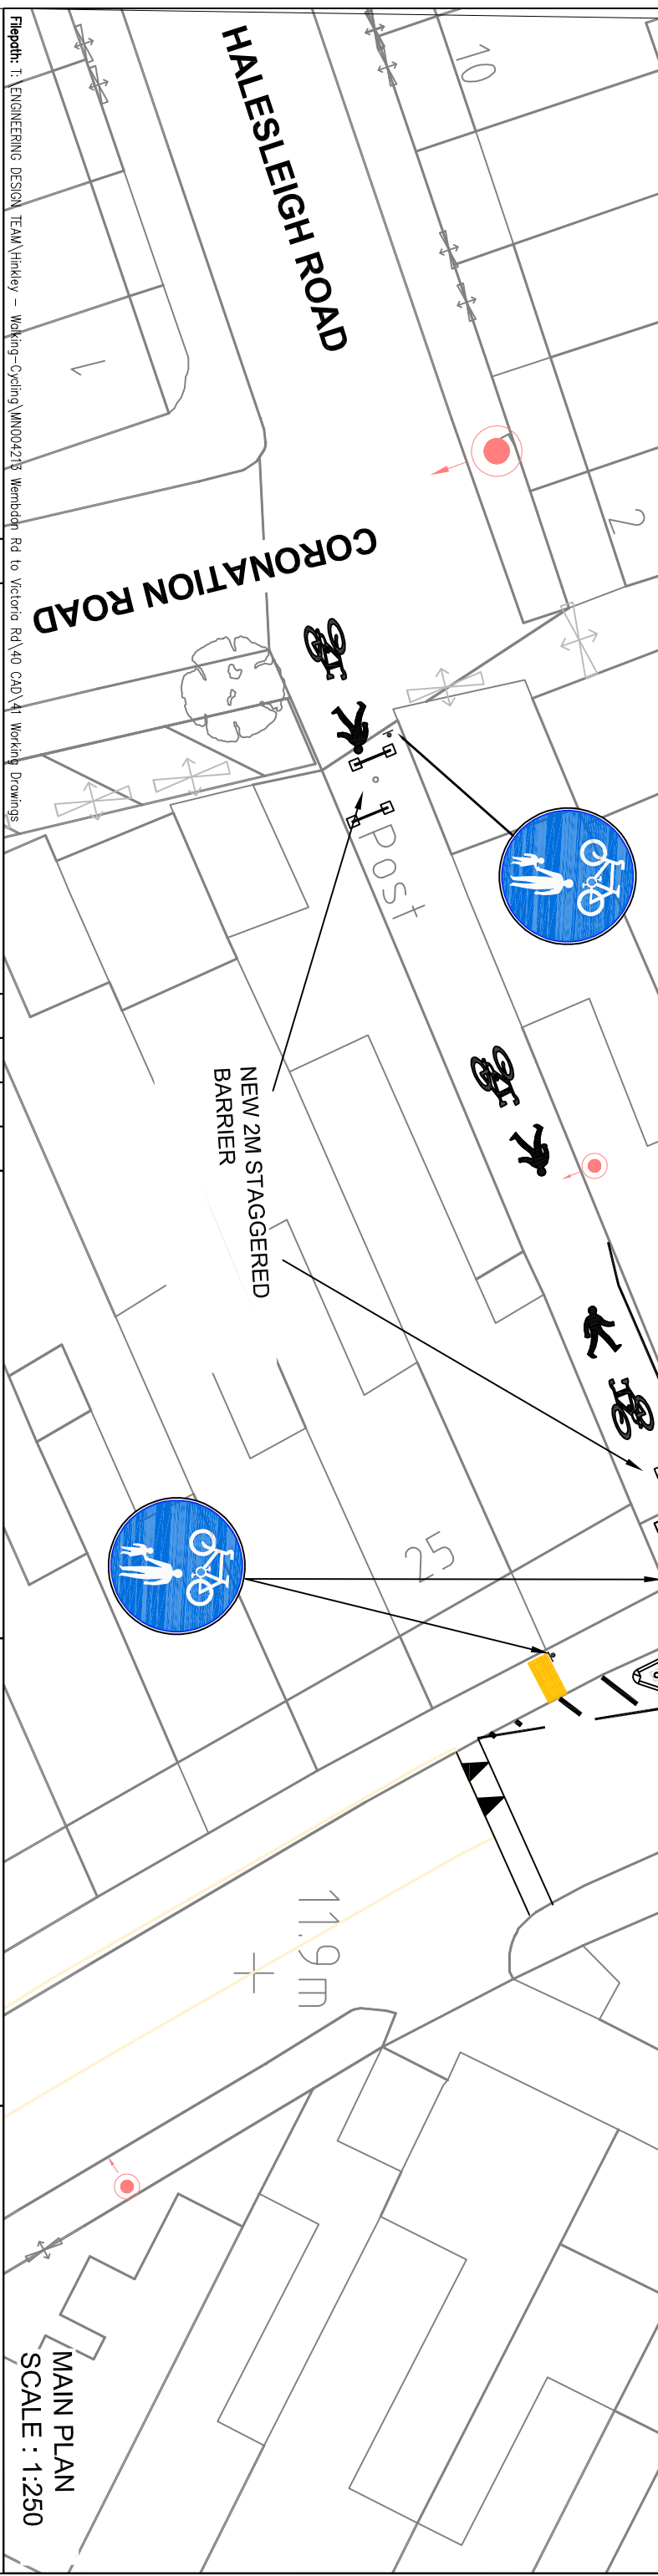 Filepath: T:\ENGINEERING DESIGN TEAM\Hinkley - Walking-Cycling\MN004213 Wembdon Rd to Victoria Rd\40 CAD\41 Working Drawings
HALESLEIGH ROAD
10
1
2
CORONATION ROAD
Post
NEW 2M STAGGERED
BARRIER
25
11.9m
MAIN PLAN
SCALE : 1:250